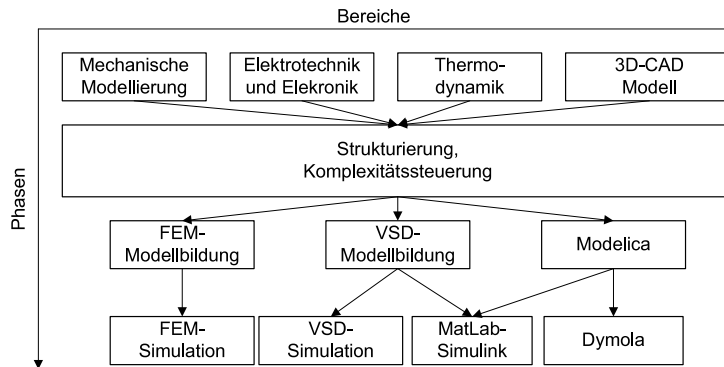 Bereiche
Phasen
Mechanische
Modellierung
Elektrotechnik
und Elekronik
Thermo-
dynamik
3D-CAD
Modell
Strukturierung,
Komplexitätssteuerung
FEM-
Modellbildung
VSD-
Modellbildung
Modelica
FEM-
Simulation
VSD-
Simulation
MatLab-
Simulink
Dymola